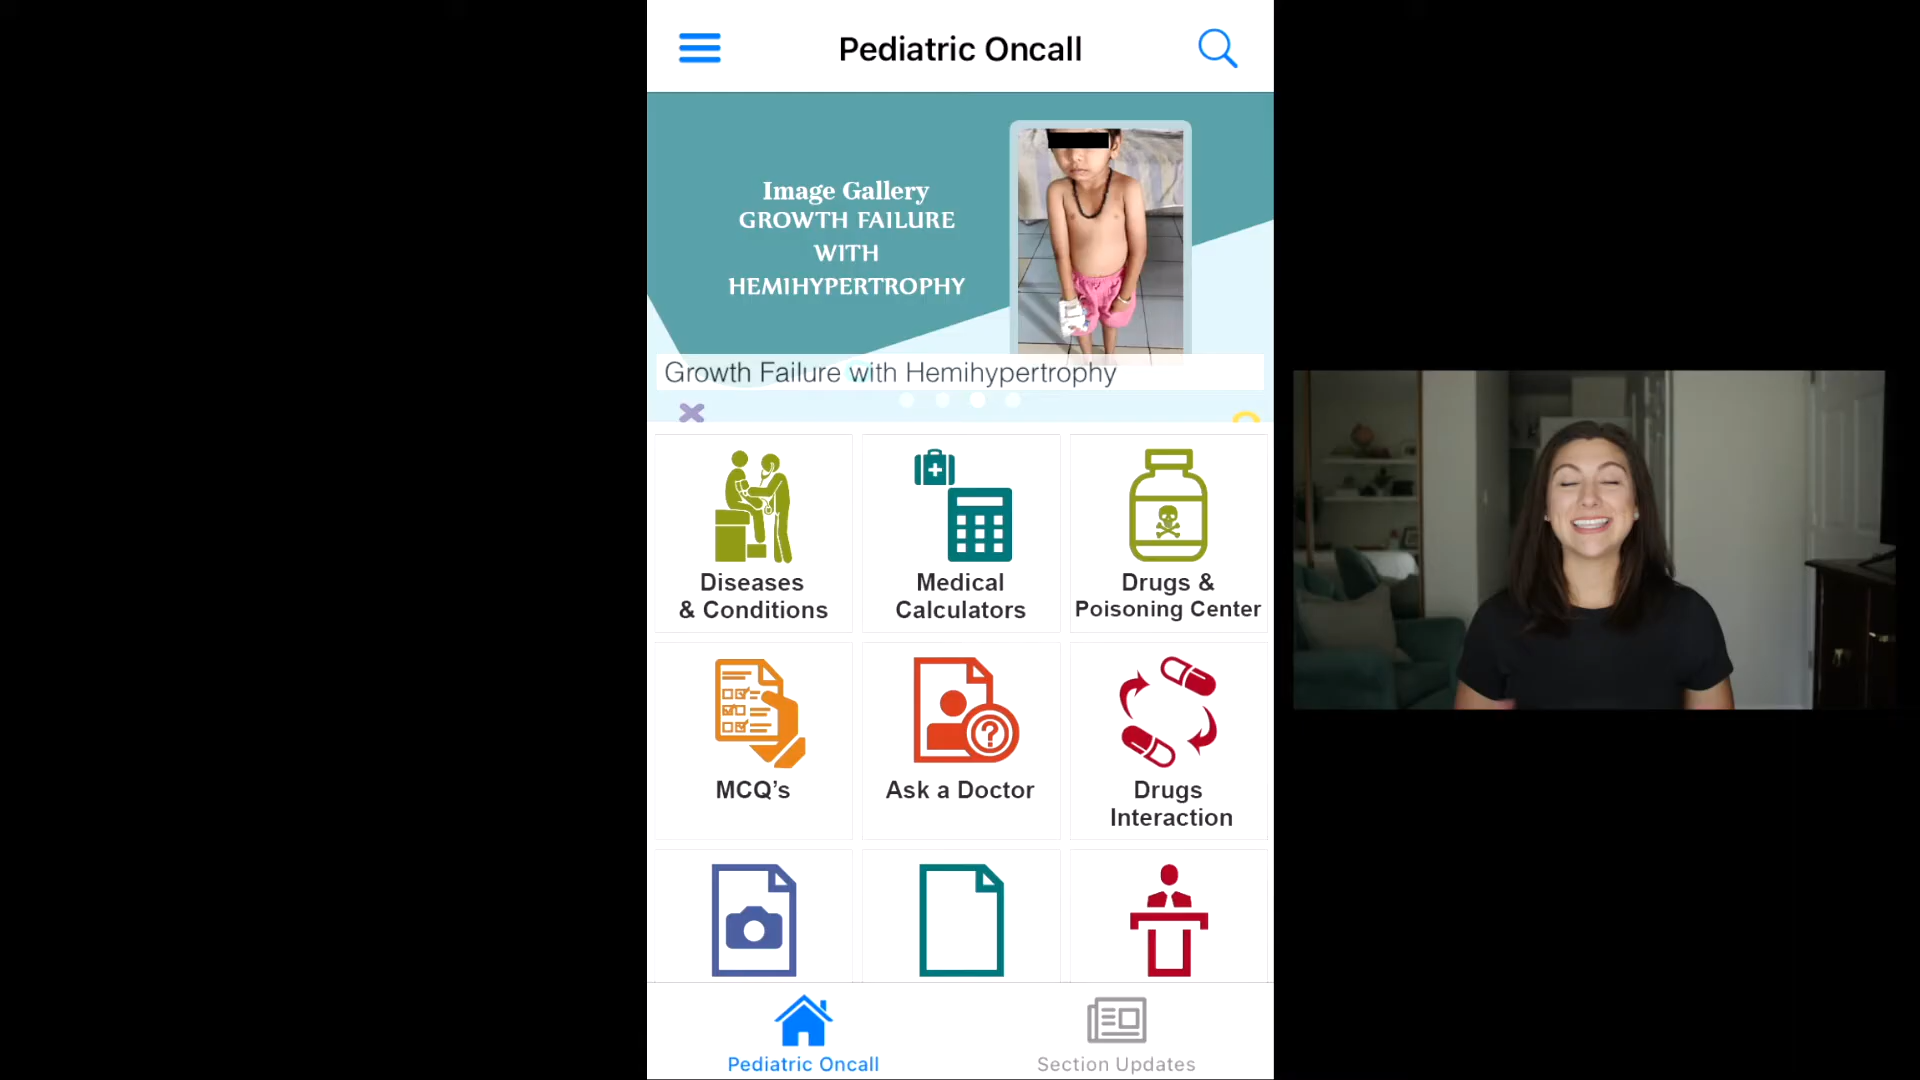 Pediatric Oncall
Image Gallery
GROWTH FAILURE
WITH
HEMIHYPERTROPHY
Growth Failure with Hemihypertrophy
Diseases
& Conditions
Medical
Calculators
Drugs &
Poisoning Center
MCQ’s
Ask a Doctor
Drugs
Interaction
Pediatric Oncall
Section Updates